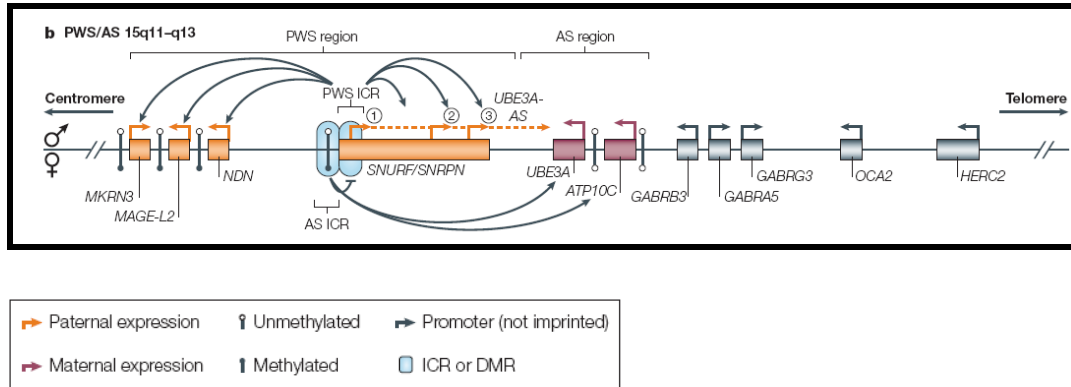 b PWS/AS 15q11–q13
PWS region
AS region
PWS ICR
UBE3A-
AS
Centromere
Telomere
1
2
3
♂
♀
SNURF/SNRPN
UBE3A
NDN
MKRN3
MAGE-L2
AS ICR
ATP10C
GABRB3
GABRG3
GABRA5
OCA2
HERC2
Paternal expression
Unmethylated
Promoter (not imprinted)
Maternal expression
Methylated
ICR or DMR